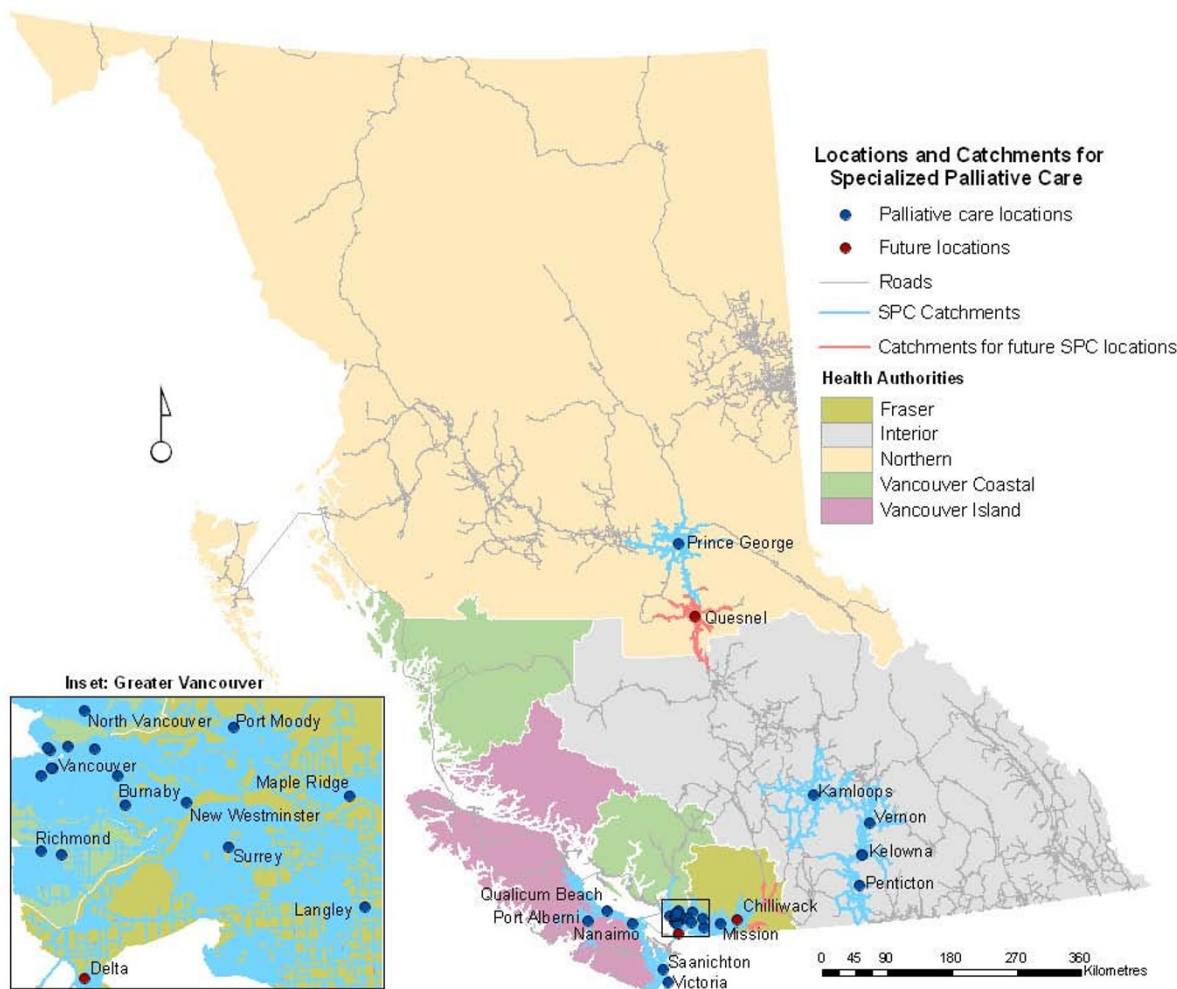 Locations and Catchments for
Specialized Palliative Care
Palliative care locations
Future locations
Roads
SPC Catchments
Catchments for future SPC locations
Health Authorities
Fraser
Interior
Northern
Vancouver Coastal
Vancouver Island
Prince George
Quesnel
Kamloops
Vernon
Kelowna
Penticton
Qualicum Beach
Port Alberni
Nanaimo
Chilliwack
Mission
Saanichton
Victoria
Inset: Greater Vancouver
North Vancouver
Port Moody
Vancouver
Burnaby
Maple Ridge
New Westminster
Richmond
Surrey
Langley
Delta
0 45 90 180 270 360
Kilometres